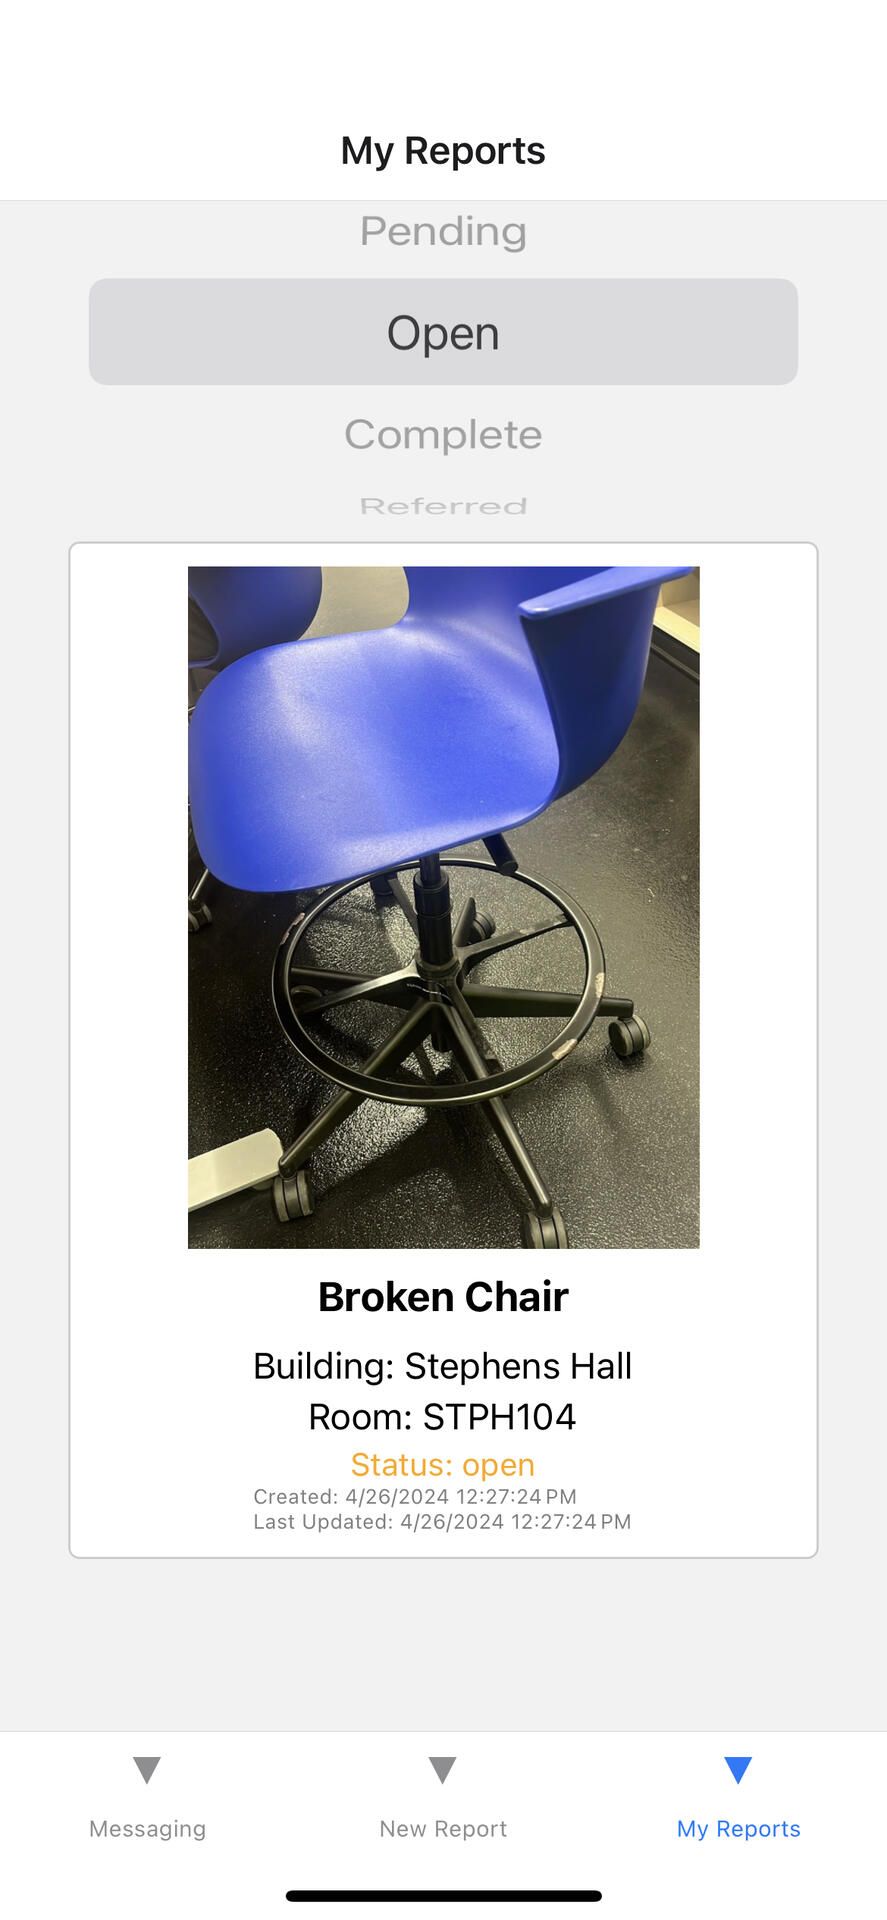 My Reports
Pending
Open
Complete
Referred
Broken Chair
Building: Stephens Hall
Room: STPH104
Status: open
Created: 4/26/2024 12:27:24 PM
Last Updated: 4/26/2024 12:27:24 PM
Messaging
New Report
My Reports